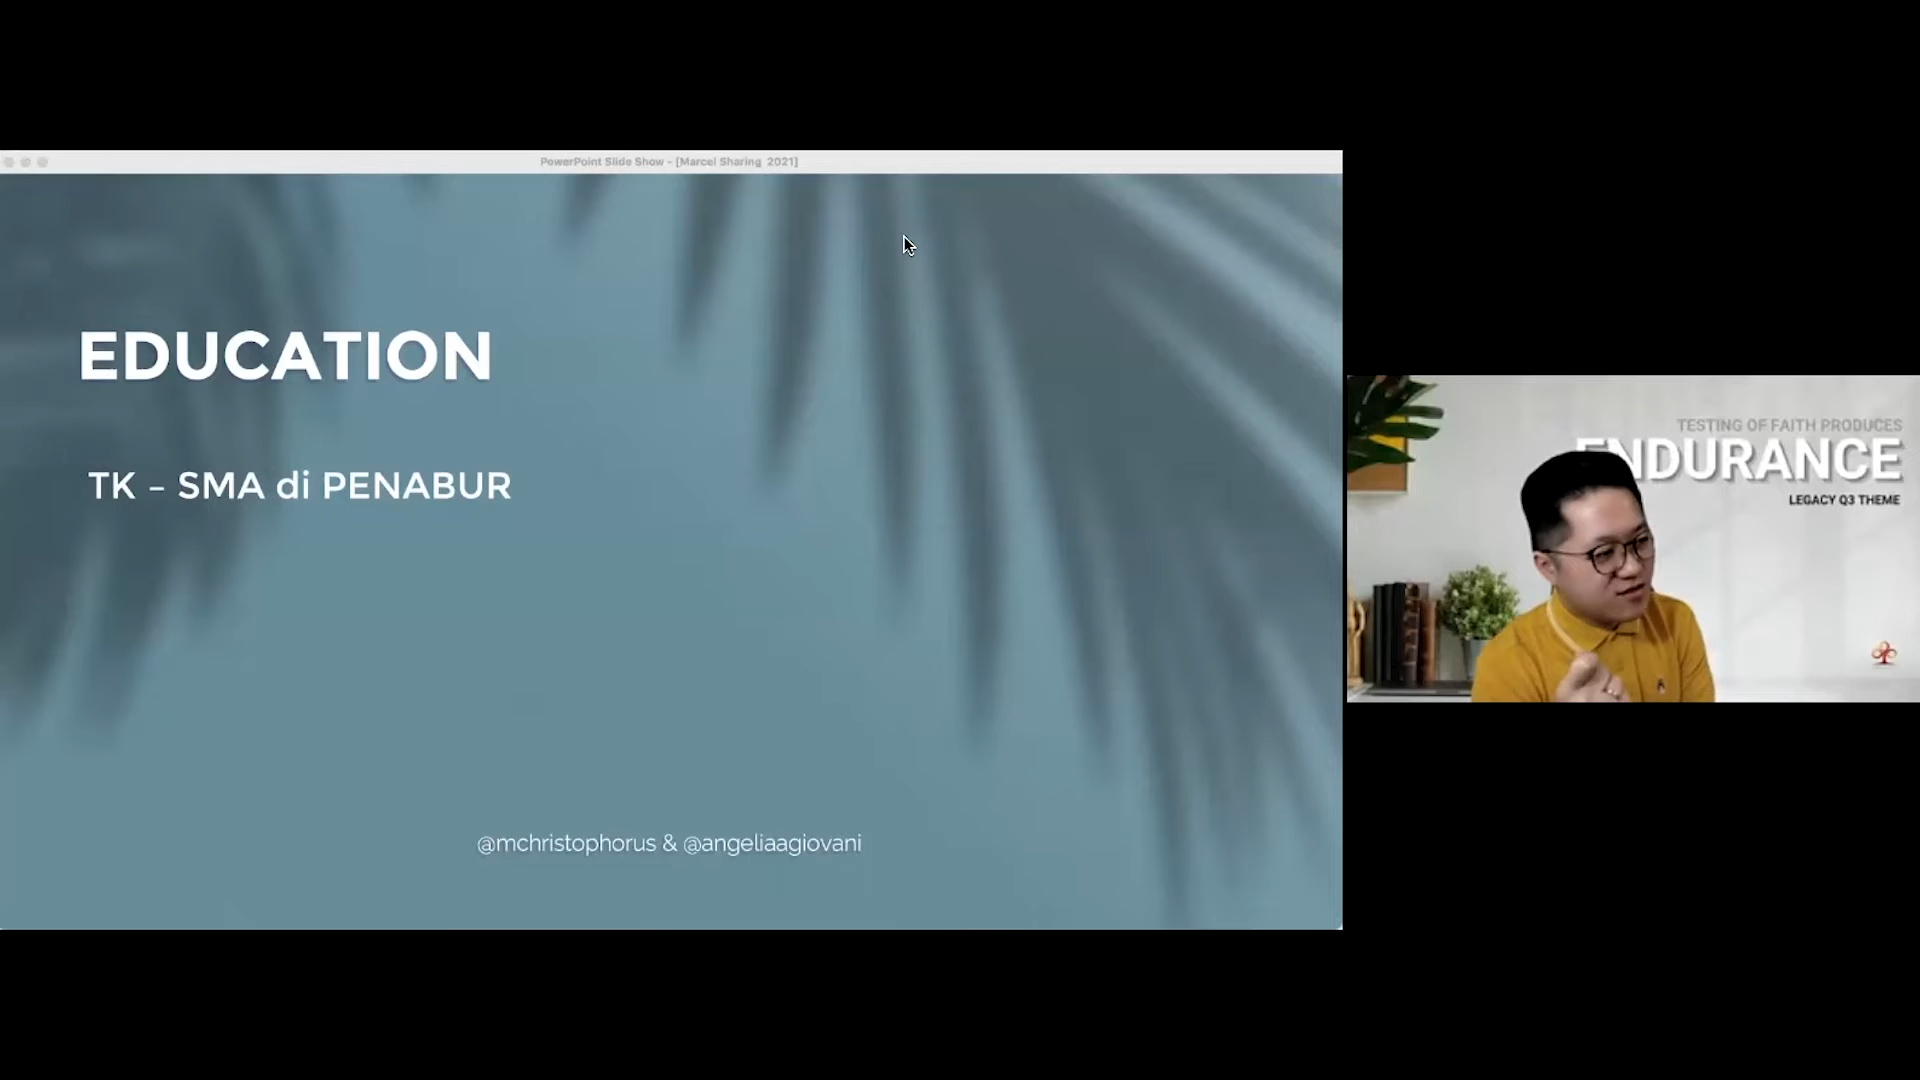 PowerPoint Slide Show - [Marcel Sharing 2021]
EDUCATION
TK - SMA di PENABUR
@mchristophorus & @angeliaagiovani
TESTING OF FAITH PRODUCES
ENDURANCE
LEGACY Q3 THEME